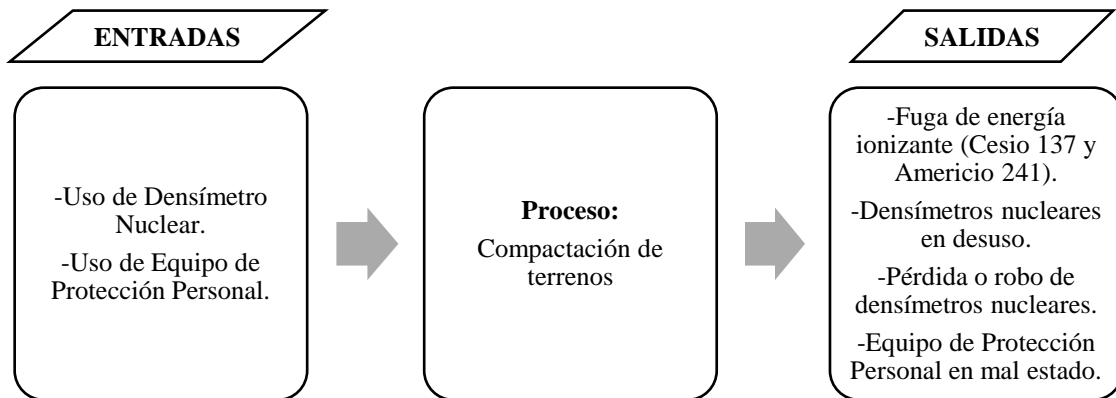 ENTRADAS
SALIDAS
-Uso de Densímetro
Nuclear.
-Uso de Equipo de
Protección Personal.
Proceso:
Compactación de
terrenos
-Fuga de energía
ionizante (Cesio 137 y
Americio 241).
-Densímetros nucleares
en desuso.
-Pérdida o robo de
densímetros nucleares.
-Equipo de Protección
Personal en mal estado.